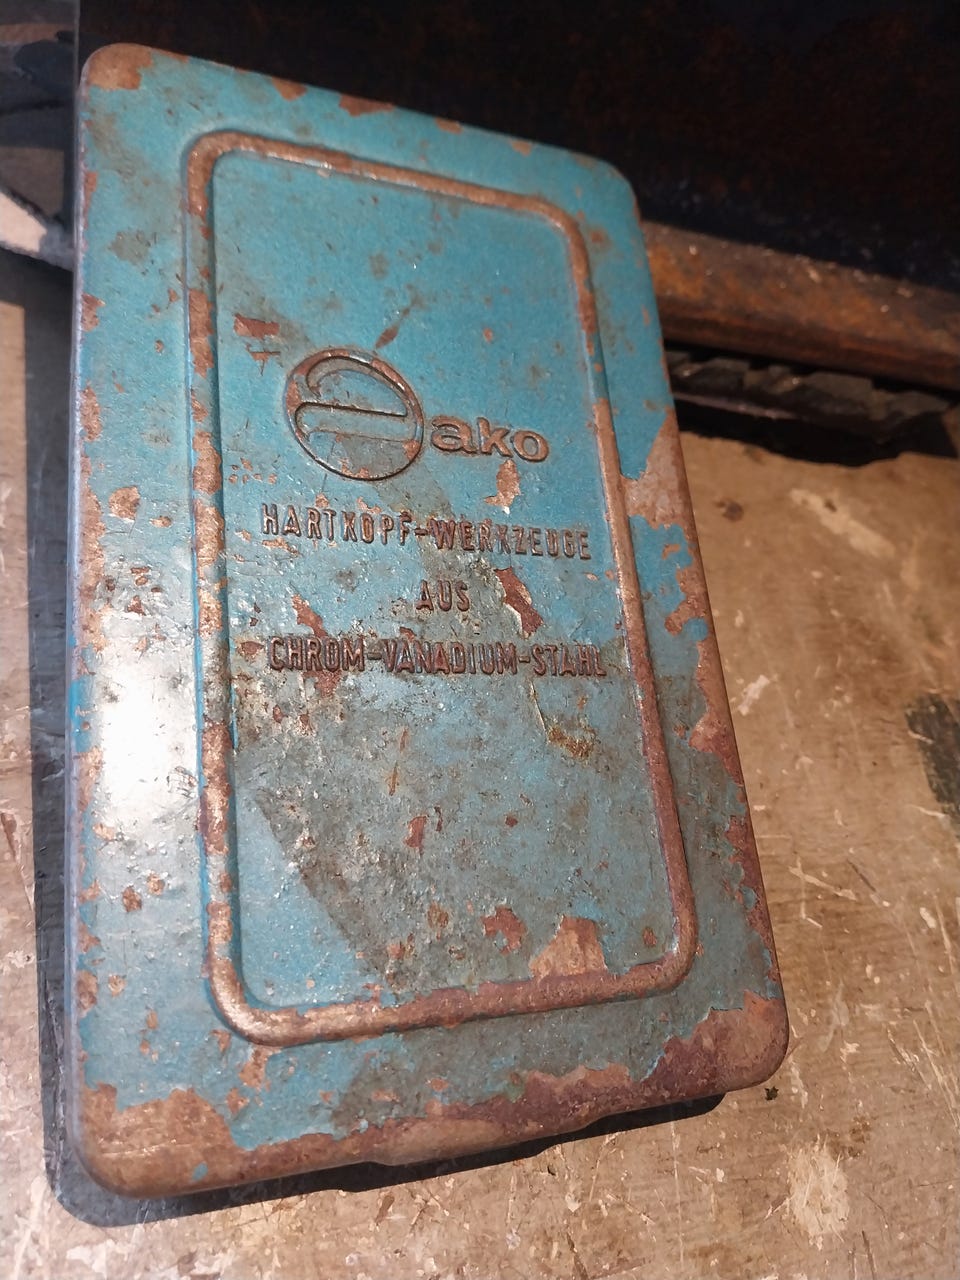 ako
HARTKOPF-WERKZEUGE
AUS
CHROM-VANADIUM-STAHL